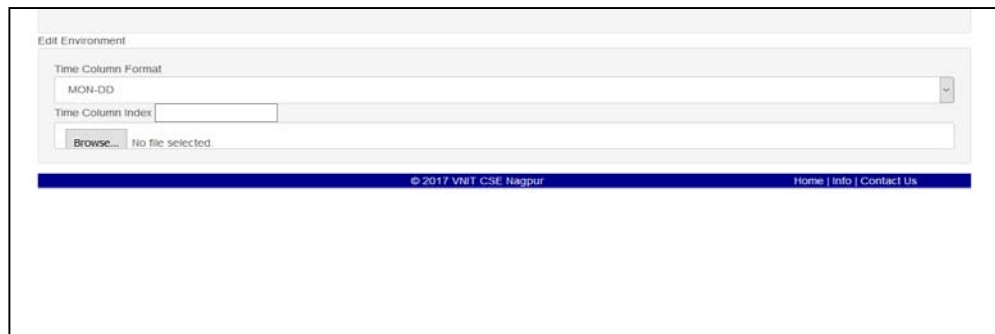 Edit Environment
Time Column Format
MON-DD
Time Column Index
Browse... No file selected.
© 2017 VNIT CSE Nagpur Home | Info | Contact Us